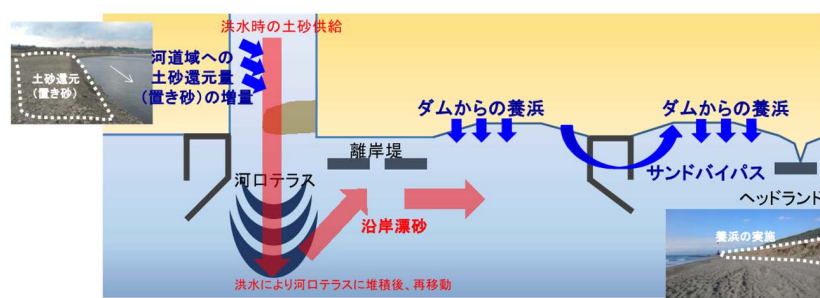 洪水時の土砂供給
河道域への
土砂還元量
(置き砂)の増量
土砂還元
(置き砂)
ダムからの養浜
ダムからの養浜
離岸堤
サンドバイパス
河口テラス
ヘッドランド
沿岸漂砂
養浜の実施
洪水により河口テラスに堆積後、再移動